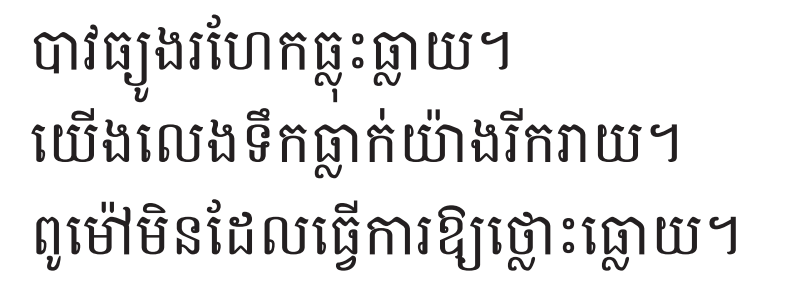 បាវធ្យូងរហែកធ្លុះធ្លាយ។
យើងលេងទឹកធ្លាក់យ៉ាងរីករាយ។
ពូម៉ៅមិនដែលធ្វើការឱ្យថ្លោះធ្លោយ។